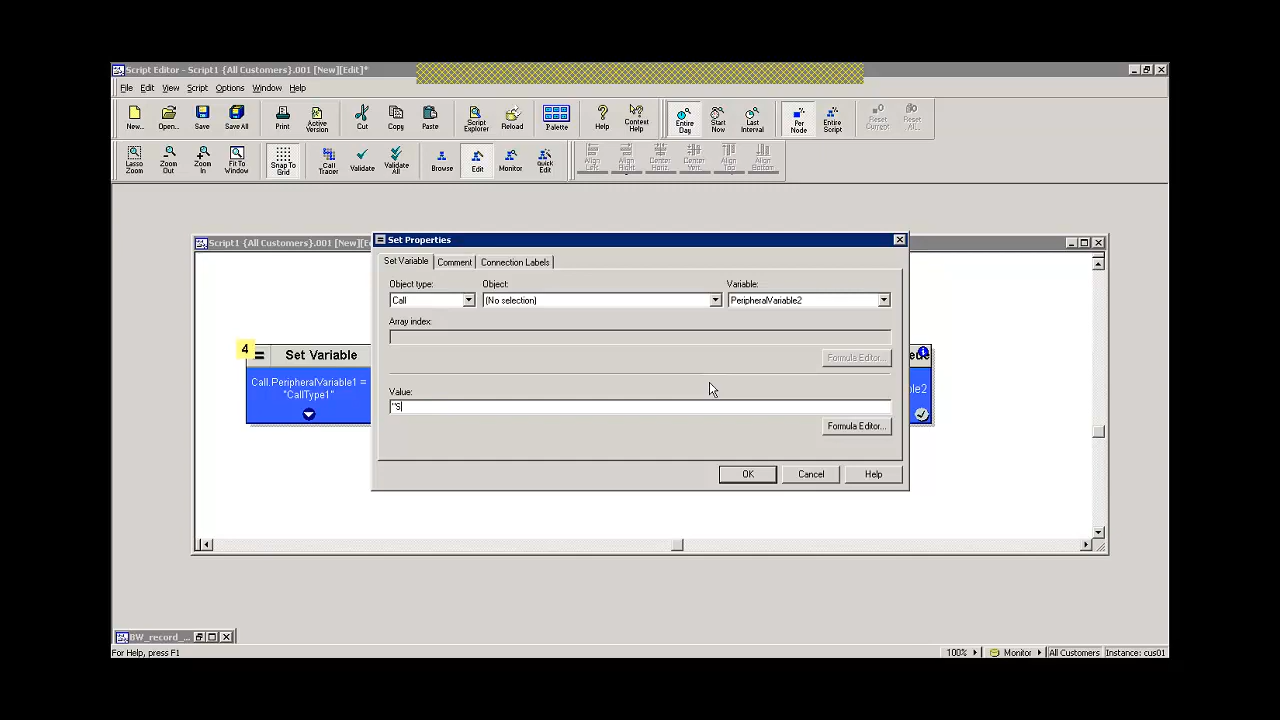 Script Editor - Script1 {All Customers}.001 [New][Edit]*
File Edit View Script Options Window Help
New... Open... Save Save All Print Active Version Cut Copy Paste Script Explorer Reload Palette Help Context Help Entire Day Start Now Last Interval Per Node Entire Script Reset Current Reset All...
Lasso Zoom Zoom Out Zoom In Fit To Window Snap To Grid Call Tracer Validate Validate All Browse Edit Monitor Quick Edit Align Left Align Right Center Horiz. Center Vert. Align Top Align Bottom
Script1 {All Customers}.001 [New][E
Set Properties
Set Variable Comment Connection Labels
Object type: Object: Variable:
Call (No selection) PeripheralVariable2
Array index:
Formula Editor...
4
= Set Variable
Call.PeripheralVariable1 =
"CallType1"
eue
ble2
Value:
"S
Formula Editor...
OK Cancel Help
BW_record_...
For Help, press F1
100% Monitor All Customers Instance: cus01